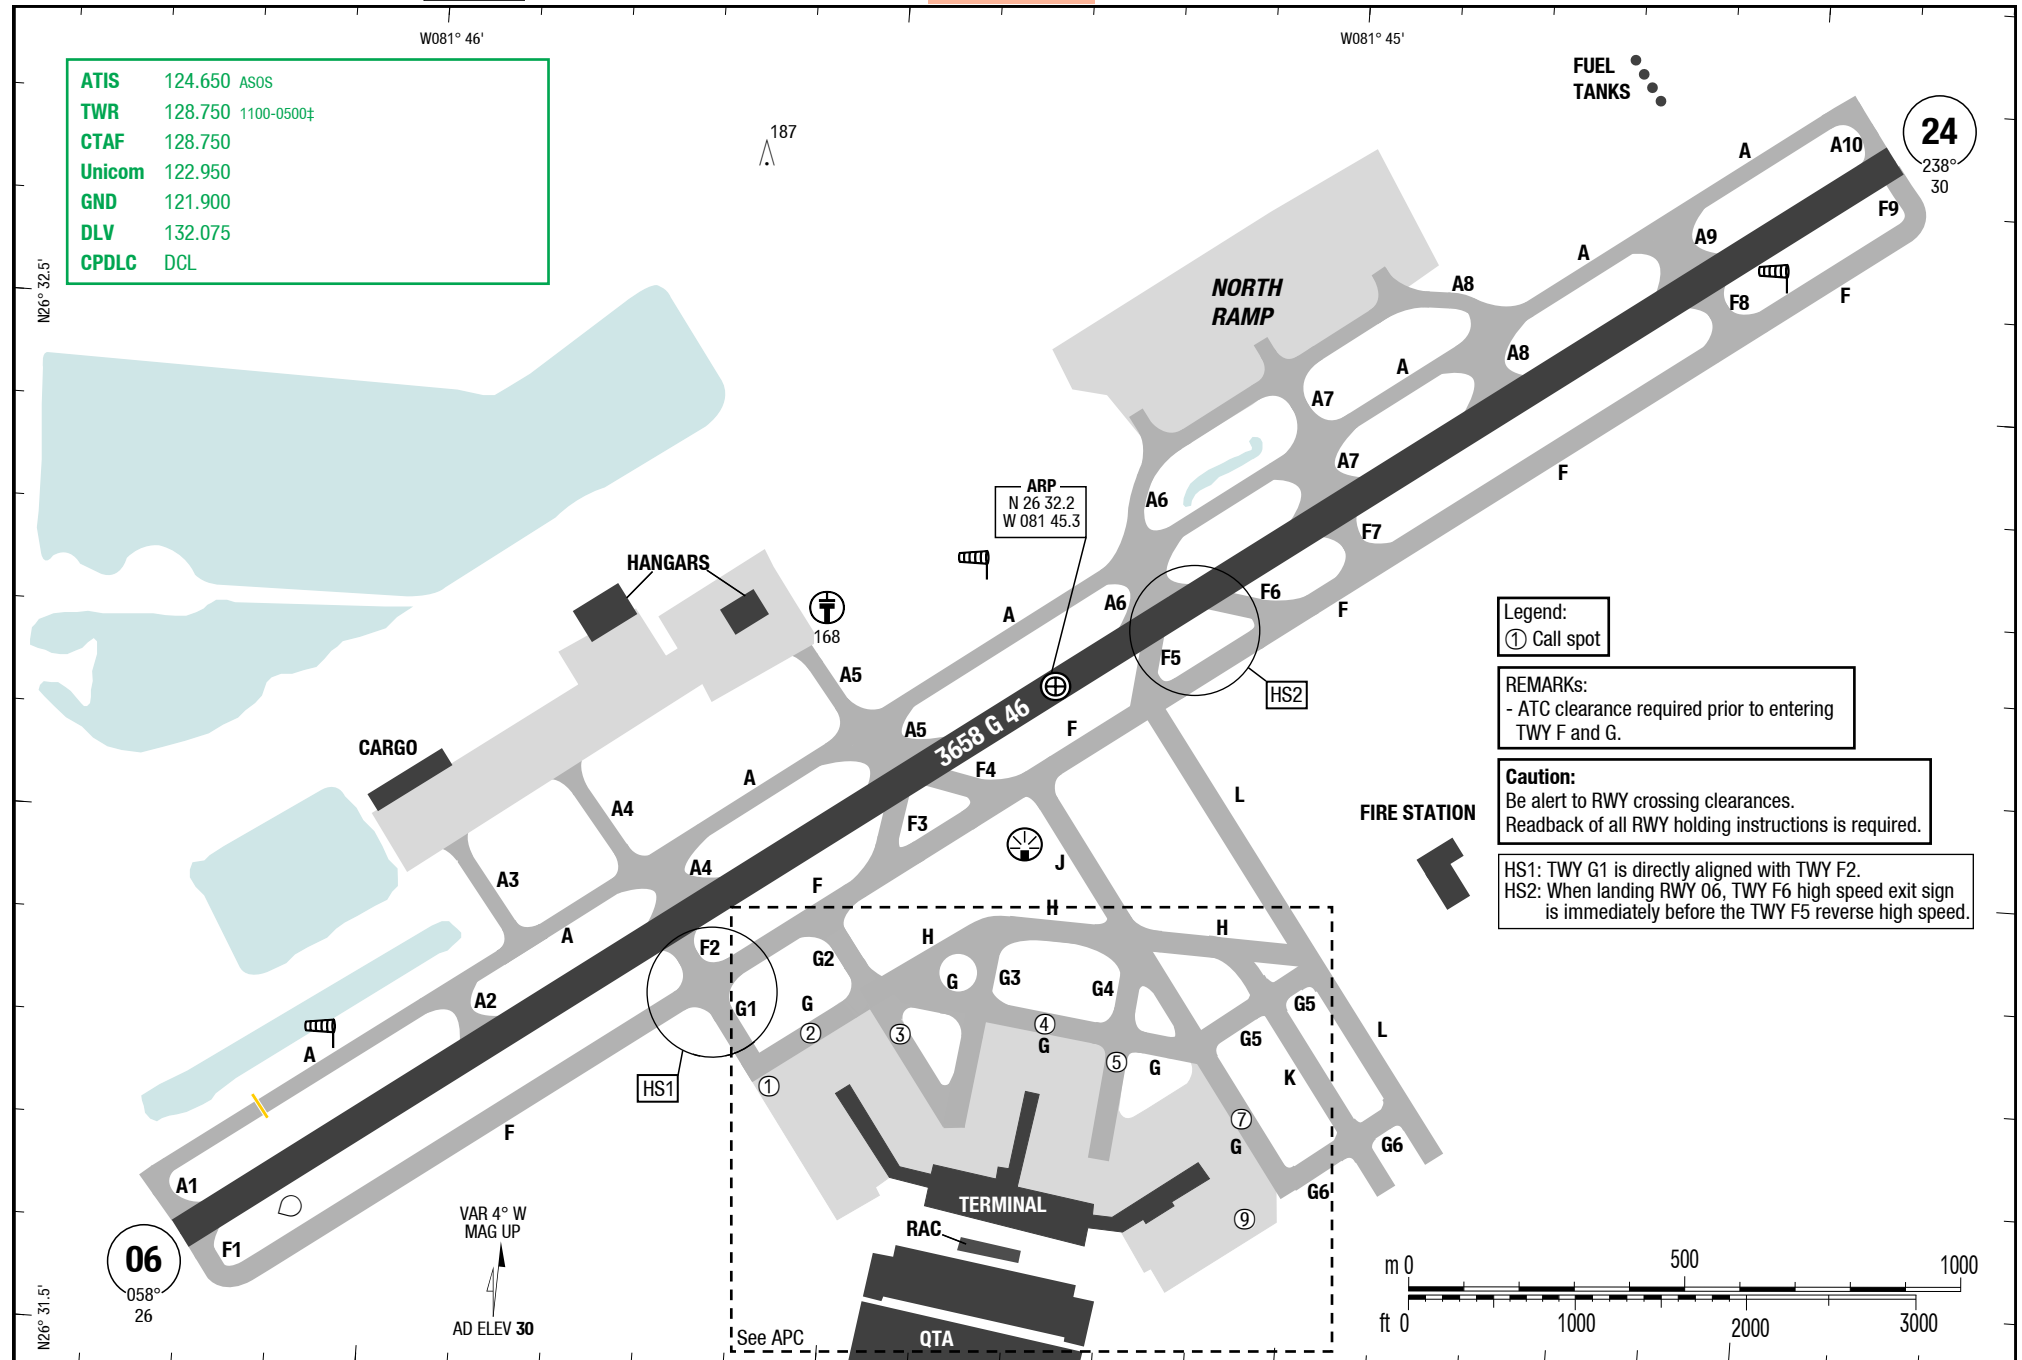 W081° 46'
W081° 45'
N26° 32.5'
N26° 31.5'
ATIS 124.650 ASOS
TWR 128.750 1100-0500‡
CTAF 128.750
Unicom 122.950
GND 121.900
DLV 132.075
CPDLC DCL
187
FUEL
TANKS
24
238°
30
A10
A
F9
A9
A
F8
F
A8
NORTH
RAMP
A8
A
A7
A7
F
F7
A6
ARP
N 26 32.2
W 081 45.3
HANGARS
168
A6
F6
F
A
F5
HS2
A5
A5
3658 G 46
F
F4
CARGO
A
A4
F3
L
J
FIRE STATION
A4
A3
F
H
H
H
A
F2
G2
G
G3
G4
G5
G5
A2
G1
G
2
3
4
G
5
G
K
L
A
HS1
1
7
G
G6
G6
9
F
A1
F1
06
058°
26
VAR 4° W
MAG UP
AD ELEV 30
TERMINAL
RAC
QTA
See APC
Legend:
1 Call spot
REMARKs:
- ATC clearance required prior to entering
TWY F and G.
Caution:
Be alert to RWY crossing clearances.
Readback of all RWY holding instructions is required.
HS1: TWY G1 is directly aligned with TWY F2.
HS2: When landing RWY 06, TWY F6 high speed exit sign
is immediately before the TWY F5 reverse high speed.
m 0 500 1000
ft 0 1000 2000 3000